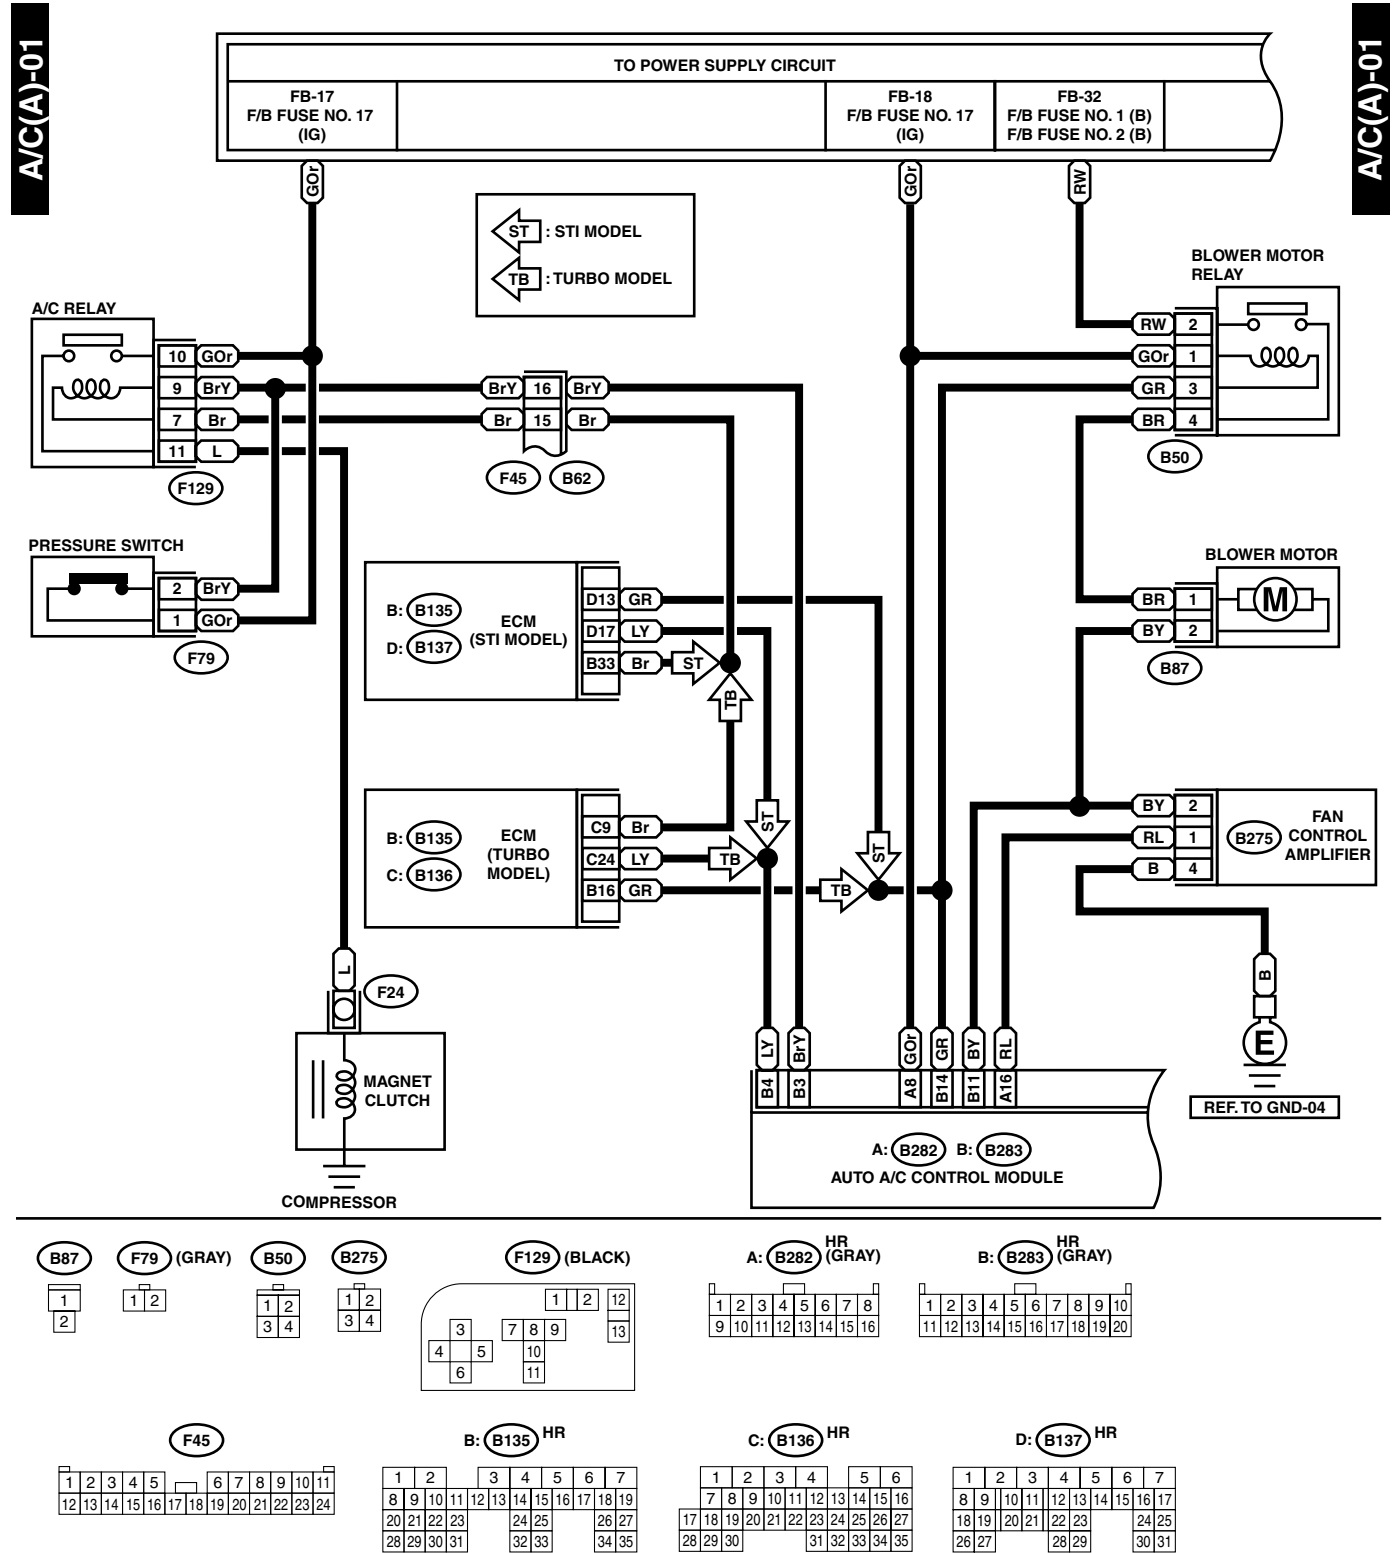 A/C(A)-01
A/C(A)-01
TO POWER SUPPLY CIRCUIT
FB-17
F/B FUSE NO. 17
(IG)
FB-18
F/B FUSE NO. 17
(IG)
FB-32
F/B FUSE NO. 1 (B)
F/B FUSE NO. 2 (B)
GOr
GOr
RW
ST : STI MODEL
TB : TURBO MODEL
A/C RELAY
10 GOr
9 BrY
7 Br
11 L
F129
BrY 16 BrY
Br 15 Br
F45 B62
BLOWER MOTOR
RELAY
RW 2
GOr 1
GR 3
BR 4
B50
PRESSURE SWITCH
2 BrY
1 GOr
F79
B: B135
D: B137
ECM
(STI MODEL)
D13 GR
D17 LY
B33 Br
ST
TB
BLOWER MOTOR
M
BR 1
BY 2
B87
B: B135
C: B136
ECM
(TURBO
MODEL)
C9 Br
C24 LY
B16 GR
ST
TB
ST
TB
BY 2
RL 1
B 4
B275
FAN
CONTROL
AMPLIFIER
L
F24
MAGNET
CLUTCH
COMPRESSOR
B
E
REF. TO GND-04
LY BrY GOr GR BY RL
B4 B3 A8 B14 B11 A16
A: B282 B: B283
AUTO A/C CONTROL MODULE
B87
1
2
F79 (GRAY)
1 2
B50
1 2
3 4
B275
1 2
3 4
F129 (BLACK)
1 2 12
3 7 8 9 13
4 5 10
6 11
A: B282 HR (GRAY)
1 2 3 4 5 6 7 8
9 10 11 12 13 14 15 16
B: B283 HR (GRAY)
1 2 3 4 5 6 7 8 9 10
11 12 13 14 15 16 17 18 19 20
F45
1 2 3 4 5 6 7 8 9 10 11
12 13 14 15 16 17 18 19 20 21 22 23 24
B: B135 HR
1 2 3 4 5 6 7
8 9 10 11 12 13 14 15 16 17 18 19
20 21 22 23 24 25 26 27
28 29 30 31 32 33 34 35
C: B136 HR
1 2 3 4 5 6
7 8 9 10 11 12 13 14 15 16
17 18 19 20 21 22 23 24 25 26 27
28 29 30 31 32 33 34 35
D: B137 HR
1 2 3 4 5 6 7
8 9 10 11 12 13 14 15 16 17
18 19 20 21 22 23 24 25
26 27 28 29 30 31